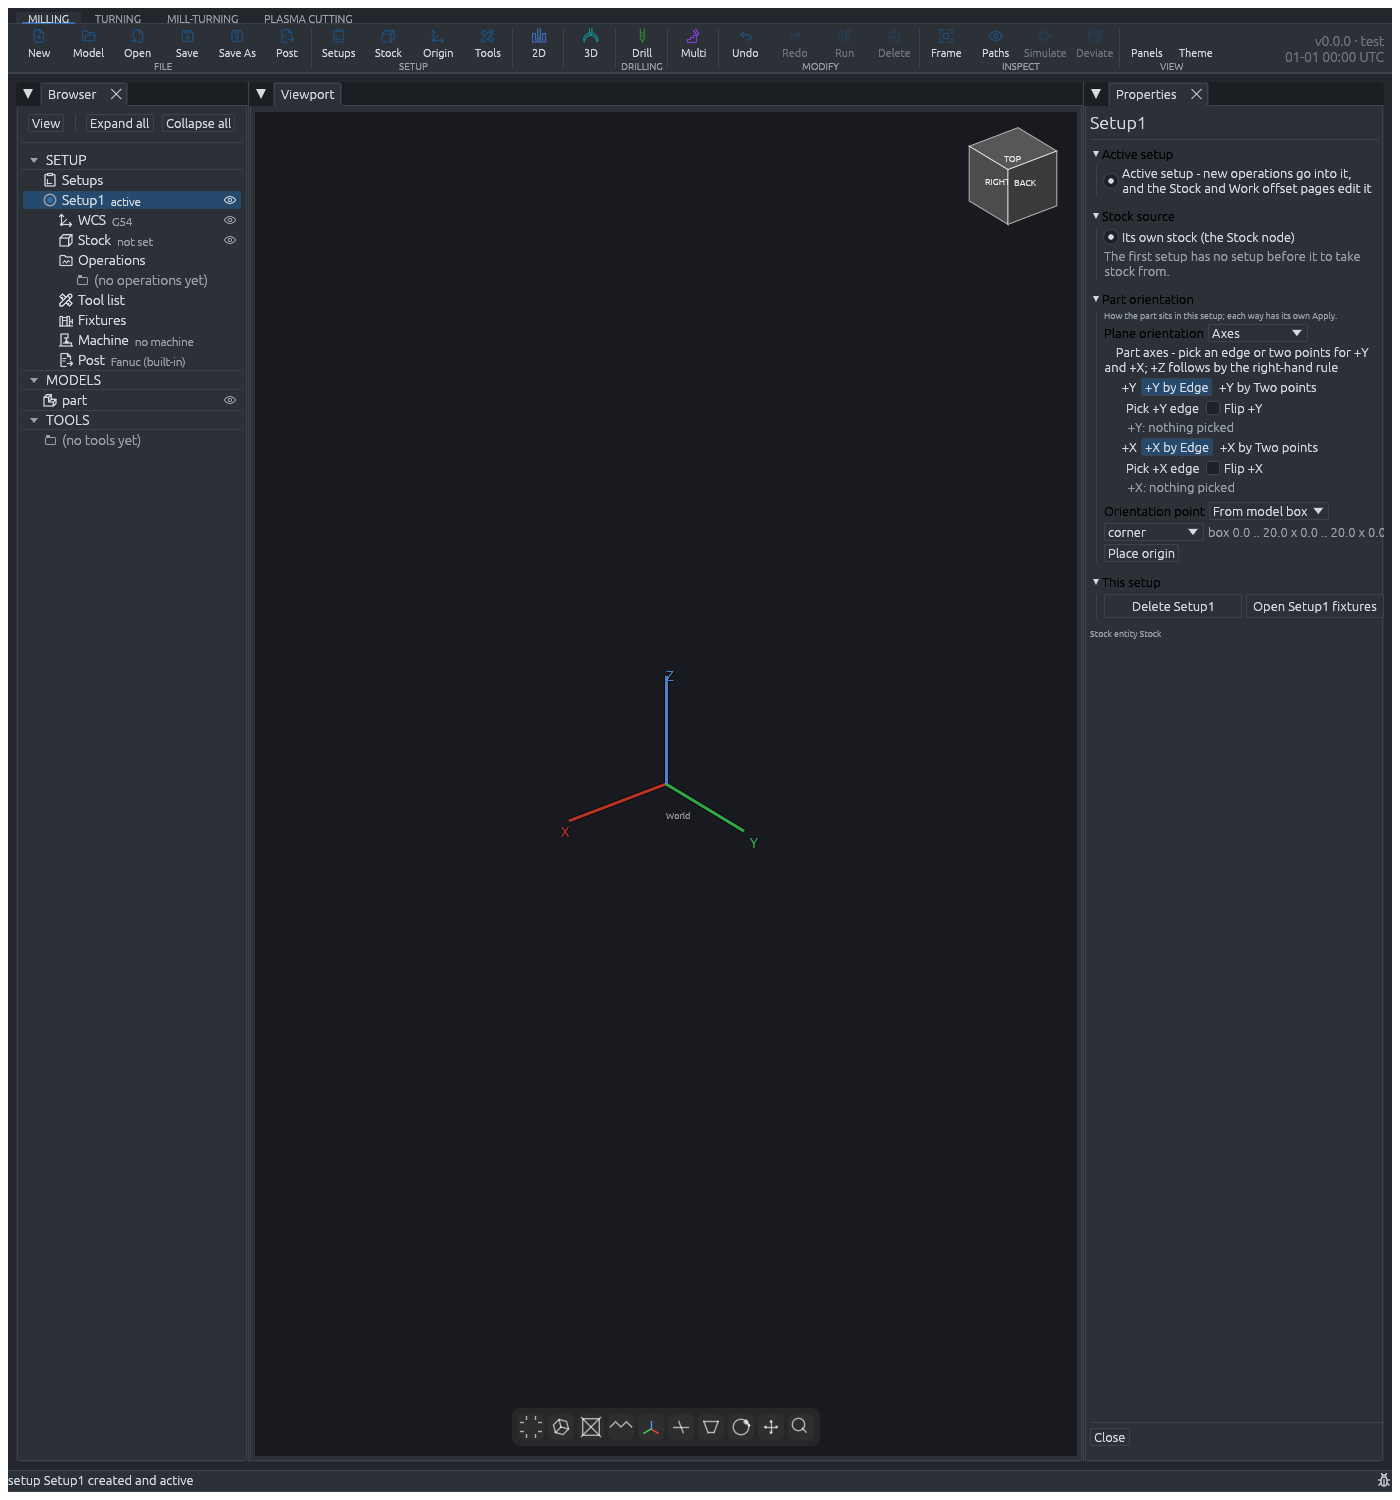 MILLING TURNING MILL-TURNING PLASMA CUTTING
New Model Open Save Save As Post Setups Stock Origin Tools 2D 3D Drill Multi Undo Redo Run Delete Frame Paths Simulate Deviate Panels Theme
FILE SETUP DRILLING MODIFY INSPECT VIEW
v0.0.0 · test
01-01 00:00 UTC
Browser
View Expand all Collapse all
SETUP
Setups
Setup1 active
WCS G54
Stock not set
Operations
(no operations yet)
Tool list
Fixtures
Machine no machine
Post Fanuc (built-in)
MODELS
part
TOOLS
(no tools yet)
Viewport
TOP
RIGHT BACK
Z
World
X
Y
Properties
Setup1
Active setup
Active setup - new operations go into it,
and the Stock and Work offset pages edit it
Stock source
Its own stock (the Stock node)
The first setup has no setup before it to take
stock from.
Part orientation
How the part sits in this setup; each way has its own Apply.
Plane orientation Axes
Part axes - pick an edge or two points for +Y
and +X; +Z follows by the right-hand rule
+Y +Y by Edge +Y by Two points
Pick +Y edge Flip +Y
+Y: nothing picked
+X +X by Edge +X by Two points
Pick +X edge Flip +X
+X: nothing picked
Orientation point From model box
corner box 0.0 .. 20.0 x 0.0 .. 20.0 x 0.0
Place origin
This setup
Delete Setup1 Open Setup1 fixtures
Stock entity Stock
Close
setup Setup1 created and active